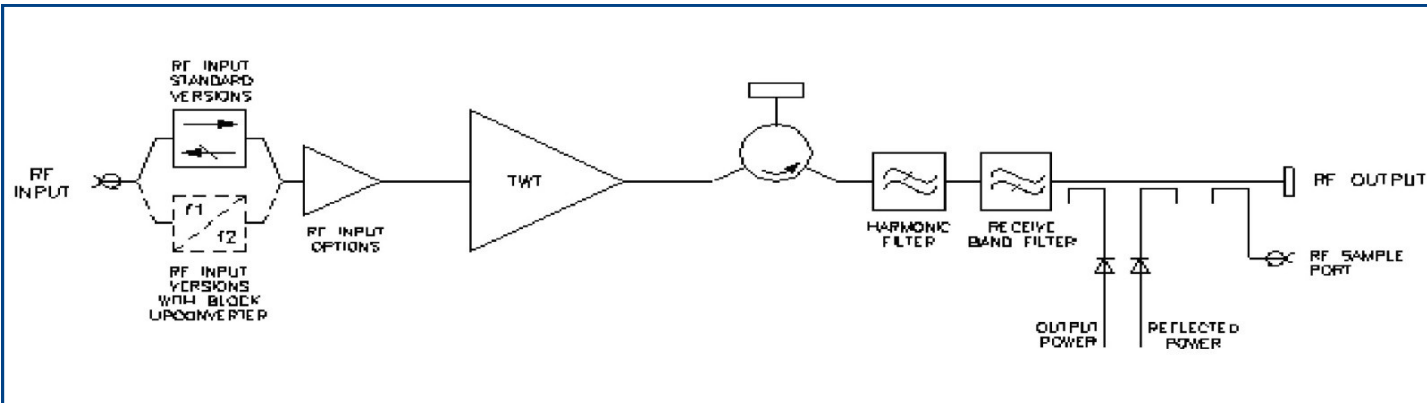 RF INPUT
STANDARD
VERSIONS
RF
INPUT
f1
f2
RF INPUT
VERSIONS
WITH BLOCK
UPCONVERTER
RF INPUT
OPTIONS
TWT
HARMONIC
FILTER
RECEIVE
BAND FILTER
RF OUTPUT
RF SAMPLE
PORT
OUTPUT
POWER
REFLECTED
POWER